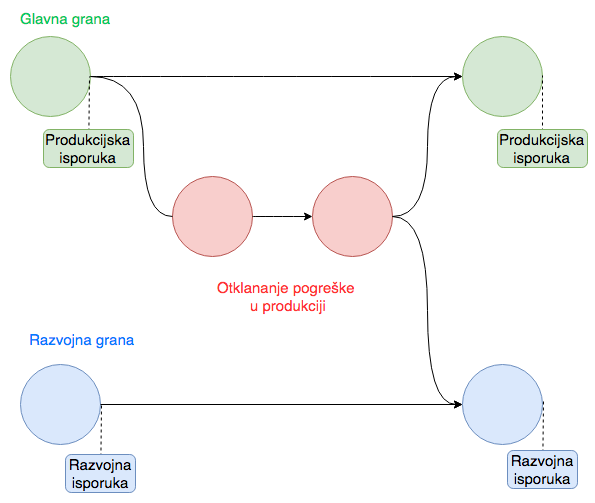 Glavna grana
Produkcijska
isporuka
Produkcijska
isporuka
Otklananje pogreške
u produkciji
Razvojna grana
Razvojna
isporuka
Razvojna
isporuka